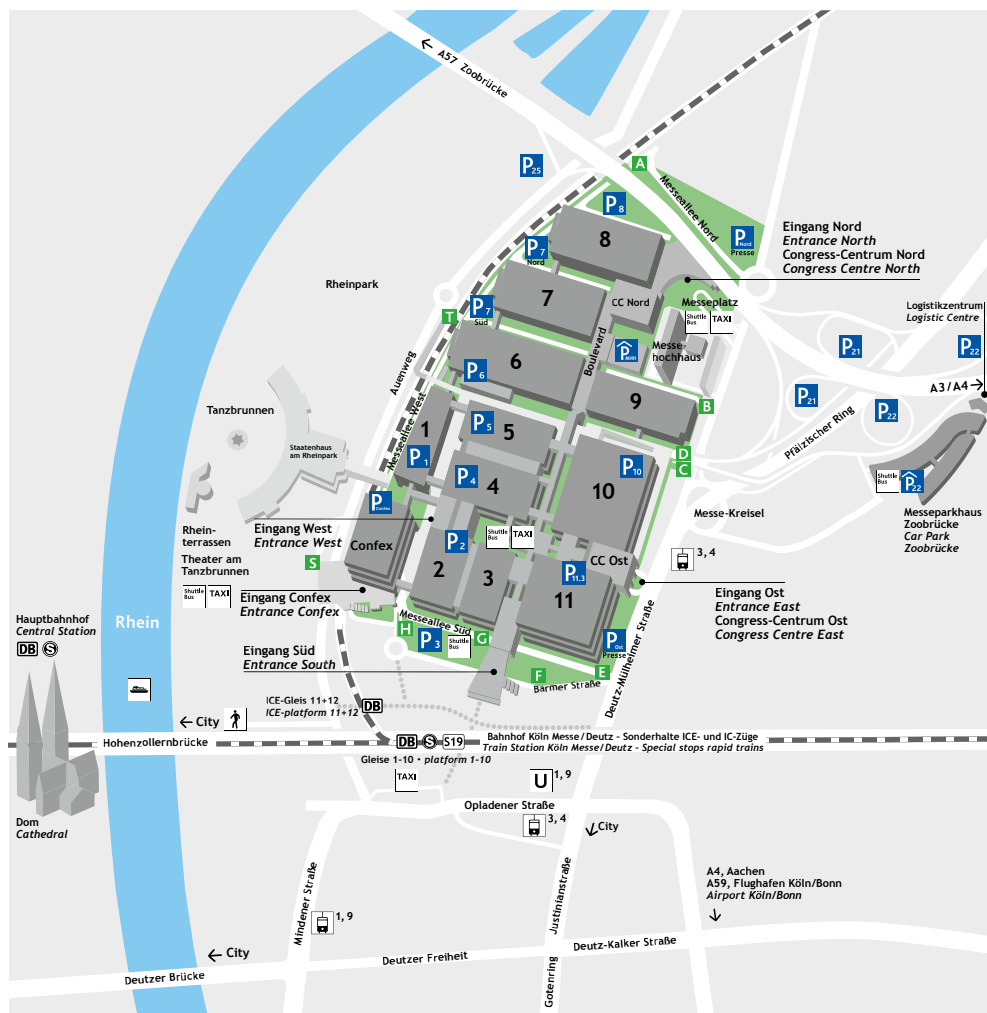 A57 Zoobrücke
P25
A
Messeallee Nord
P8
P Nord
Presse
Eingang Nord
Entrance North
Congress-Centrum Nord
Congress Centre North
8
P7
Nord
7
CC Nord
Messeplatz
Shuttle
Bus
TAXI
Rheinpark
P7
Süd
T
Logistikzentrum
Logistic Centre
P21
P22
Boulevard
Messe-
hochhaus
6
P6
Auenweg
A3/A4
P21
P22
9
B
Tanzbrunnen
Messeallee West
1
P1
P5
5
Pfälzischer Ring
Staatenhaus
am Rheinpark
D
C
P10
10
P4
4
Shuttle
Bus
P22
P Confex
Messe-Kreisel
Messeparkhaus
Zoobrücke
Car Park
Zoobrücke
Rhein-
terrassen
Theater am
Tanzbrunnen
Shuttle
Bus
TAXI
Eingang West
Entrance West
P2
Shuttle
Bus
TAXI
Confex
CC Ost
3, 4
S
2
3
P11.3
11
Eingang Confex
Entrance Confex
Eingang Ost
Entrance East
Congress-Centrum Ost
Congress Centre East
Hauptbahnhof
Central Station
DB S
Rhein
Messeallee Süd
H
P3
Shuttle
Bus
G
P Ost
Presse
Eingang Süd
Entrance South
F
E
Barmer Straße
Deutz-Mülheimer Straße
ICE-Gleis 11+12
ICE-platform 11+12
DB
City
Hohenzollernbrücke
DB S S19
Bahnhof Köln Messe/Deutz - Sonderhalte ICE- und IC-Züge
Train Station Köln Messe/Deutz - Special stops rapid trains
Gleise 1-10 • platform 1-10
TAXI
U
1, 9
Opladener Straße
3, 4
City
Dom
Cathedral
Mindener Straße
1, 9
Justinianstraße
A4, Aachen
A59, Flughafen Köln/Bonn
Airport Köln/Bonn
City
Deutzer Brücke
Deutzer Freiheit
Deutz-Kalker Straße
Gotenring